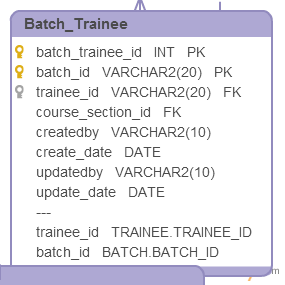 Batch_Trainee
batch_trainee_id INT PK
batch_id VARCHAR2(20) PK
trainee_id VARCHAR2(20) FK
course_section_id FK
createdby VARCHAR2(10)
create_date DATE
updatedby VARCHAR2(10)
update_date DATE
---
trainee_id TRAINEE.TRAINEE_ID
batch_id BATCH.BATCH_ID